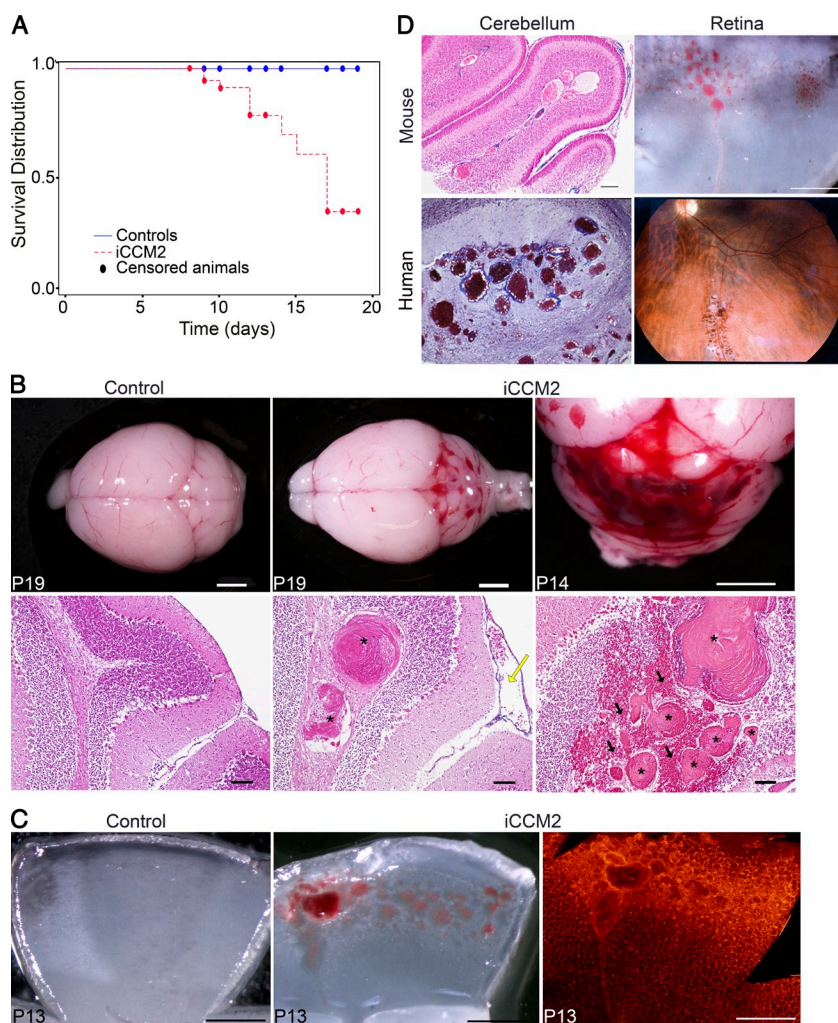 A
Survival Distribution
1.0
0.5
0.0
Controls
iCCM2
Censored animals
0
5
10
15
20
Time (days)
D
Cerebellum
Retina
Mouse
Human
B
Control
iCCM2
P19
P19
P14
*
*
*
*
*
*
*
*
C
Control
iCCM2
P13
P13
P13